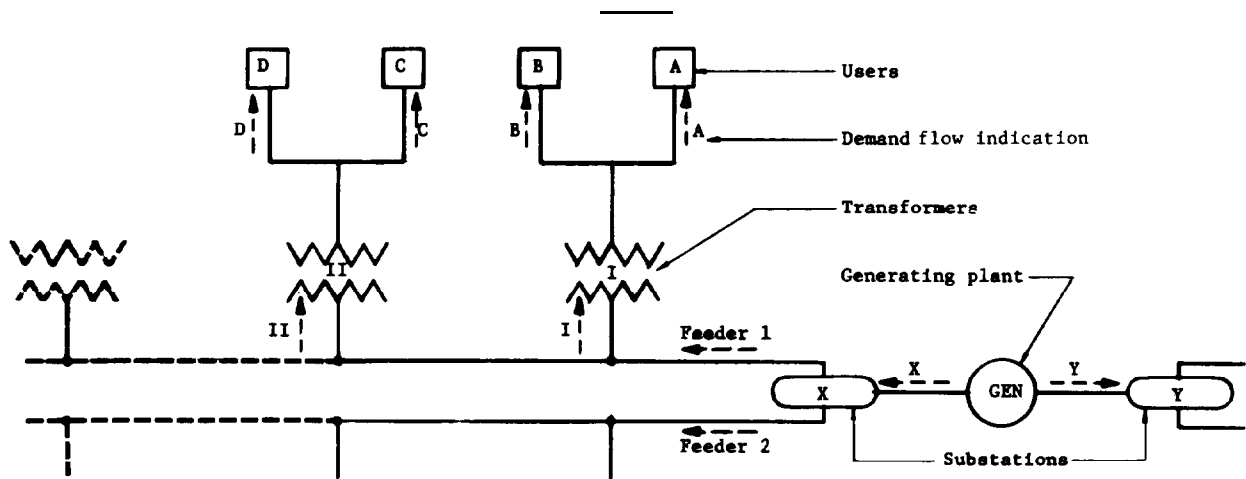 D C B A Users
D C B A Demand flow indication
Transformers
II I Generating plant
II I Feeder 1
X Y
X GEN Y
Feeder 2
Substations